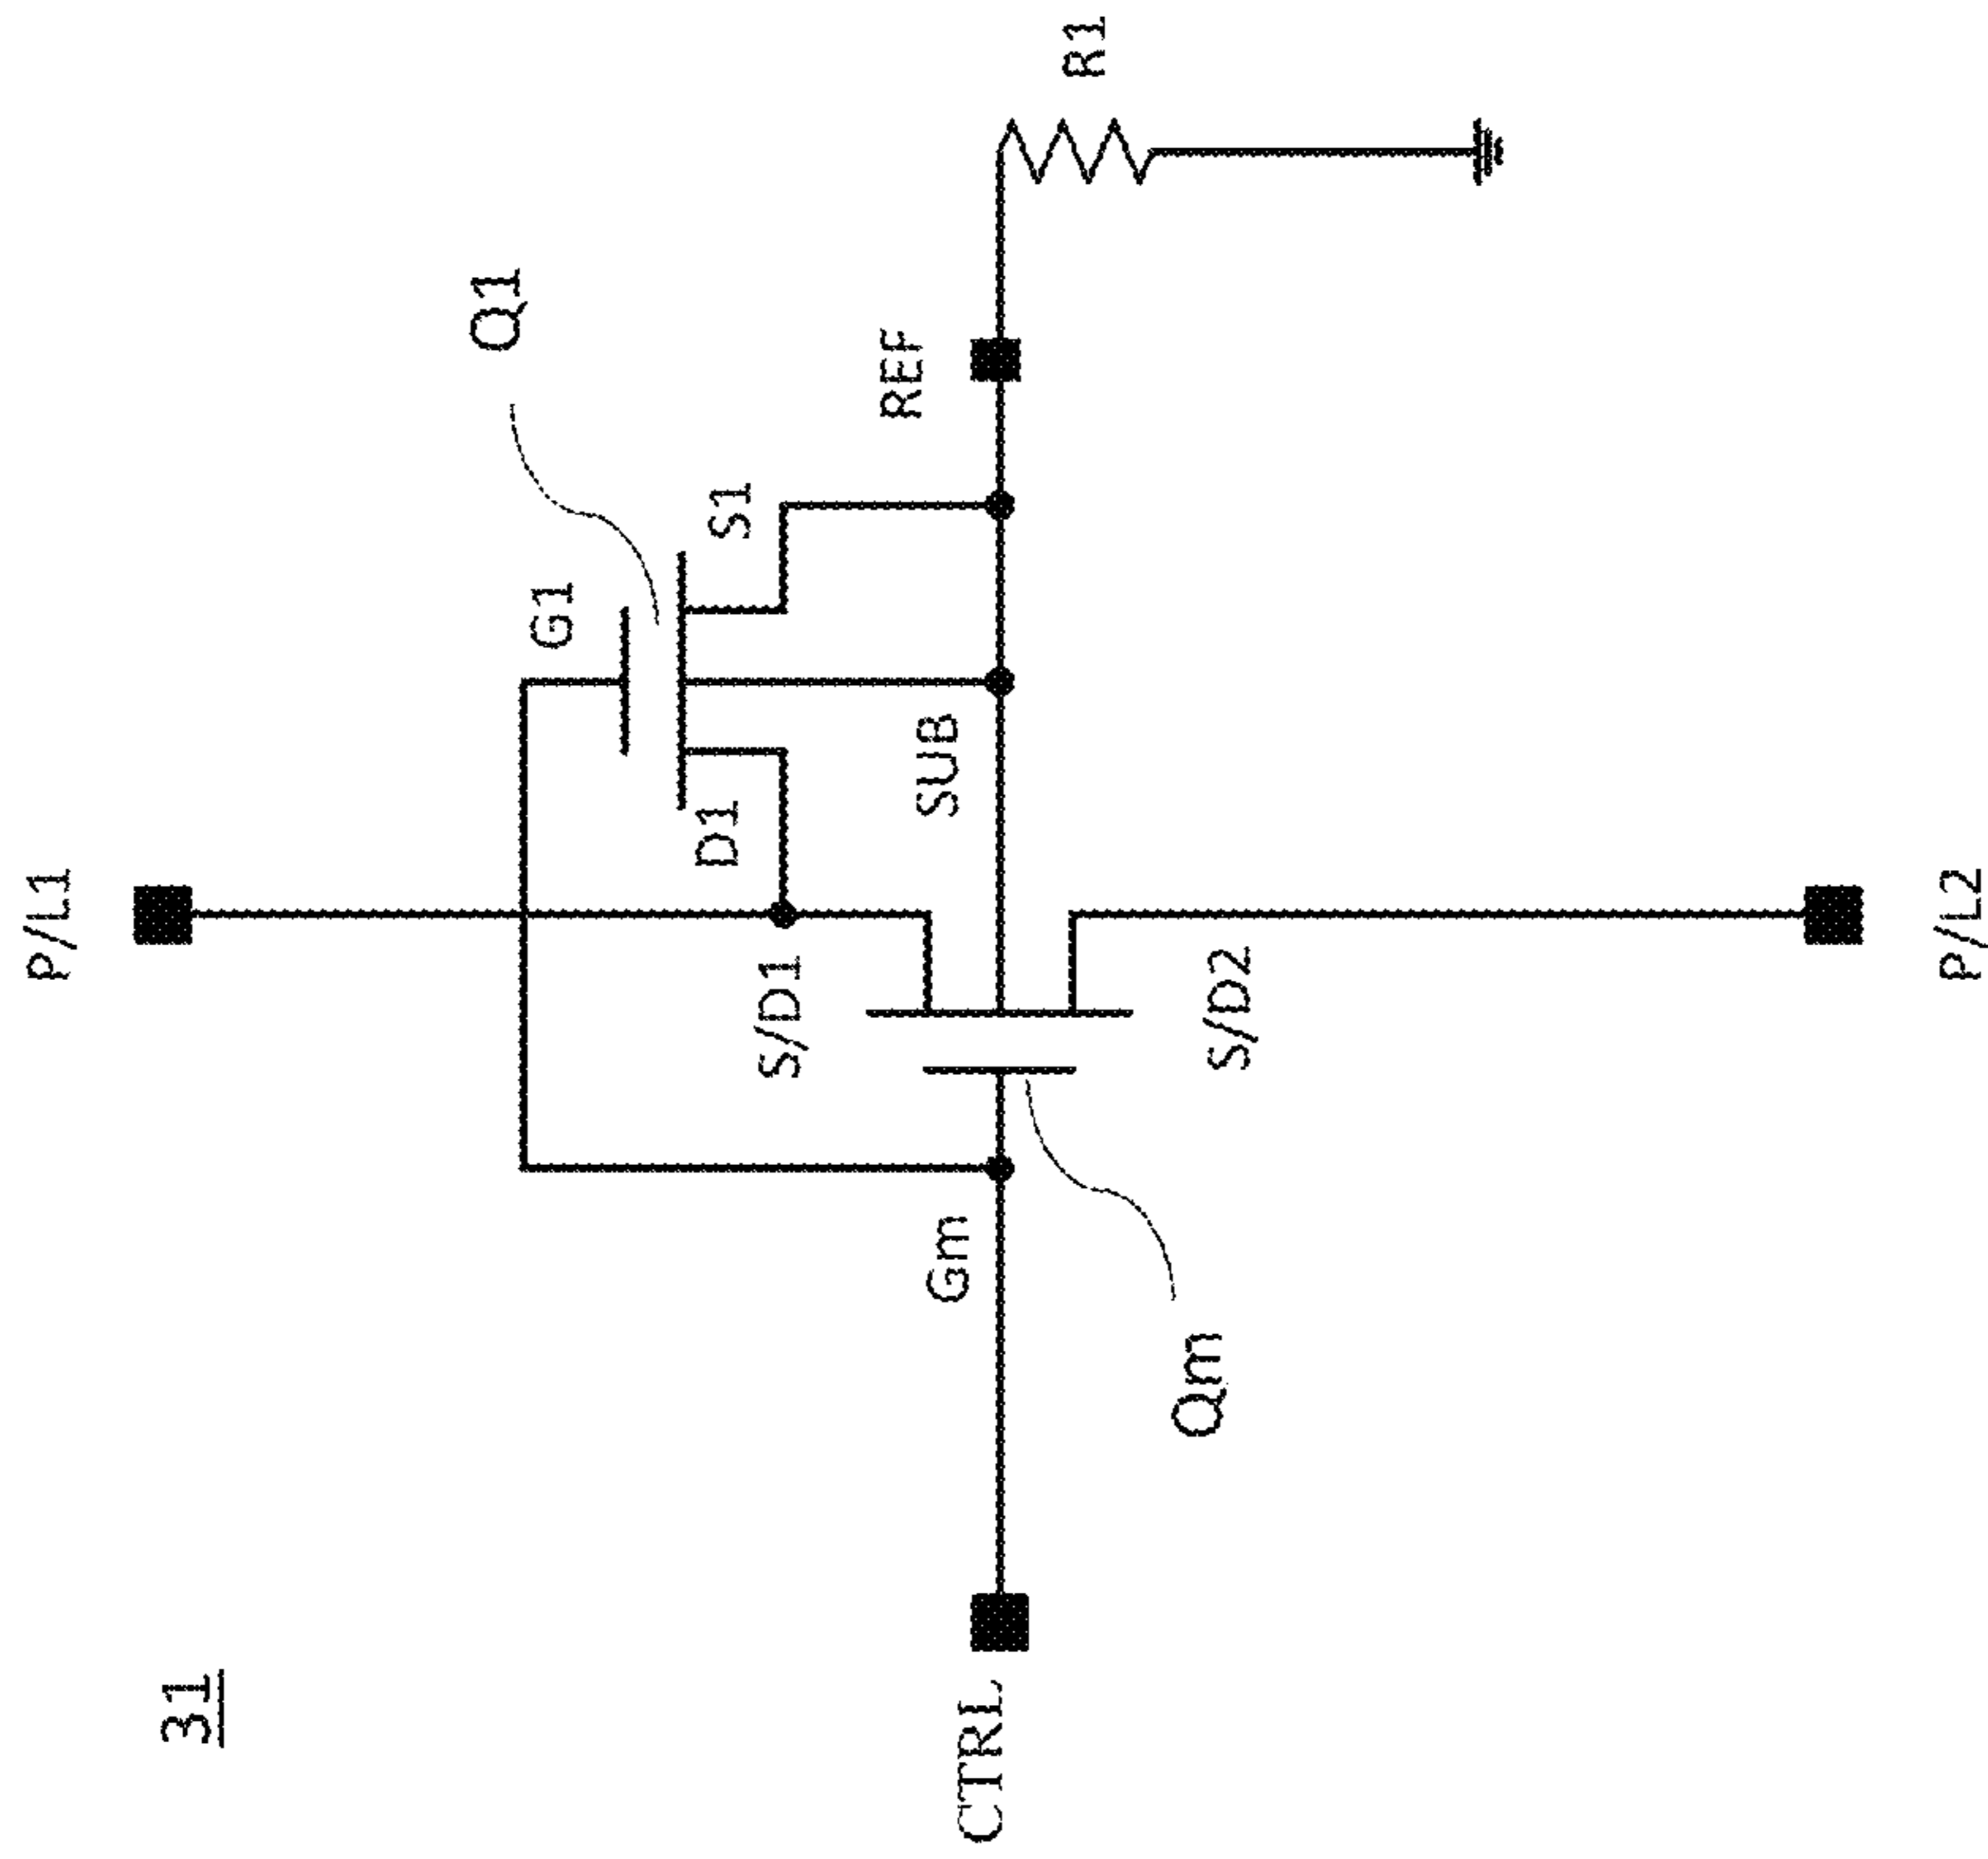 31
P/L1
Q1
G1
S1
D1
S/D1
SUB
REF
R1
CTRL
Gm
Qm
S/D2
P/L2